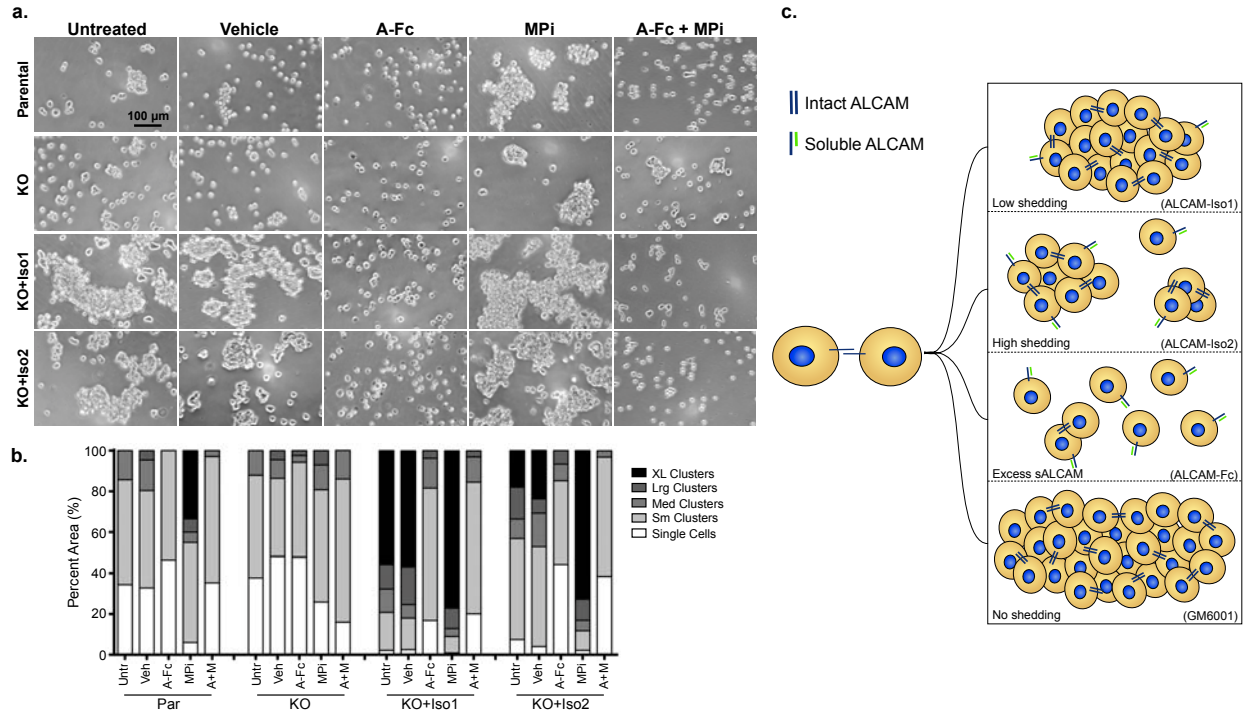 a.
Untreated Vehicle A-Fc MPi A-Fc + MPi
Parental
100 µm
KO
KO+Iso1
KO+Iso2
b.
Percent Area (%)
100
80
60
40
20
0
XL Clusters
Lrg Clusters
Med Clusters
Sm Clusters
Single Cells
Untr Veh A-Fc MPi A+M Untr Veh A-Fc MPi A+M Untr Veh A-Fc MPi A+M Untr Veh A-Fc MPi A+M
Par KO KO+Iso1 KO+Iso2
c.
Intact ALCAM
Soluble ALCAM
Low shedding (ALCAM-Iso1)
High shedding (ALCAM-Iso2)
Excess sALCAM (ALCAM-Fc)
No shedding (GM6001)